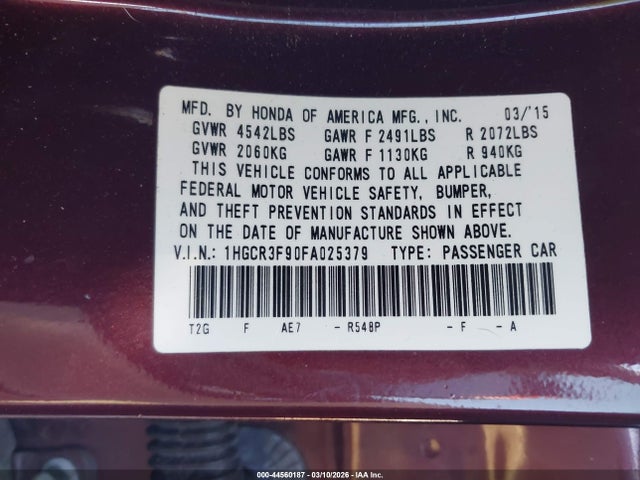 MFD. BY HONDA OF AMERICA MFG., INC. 03/'15
GVWR 4542LBS GAWR F 2491LBS R 2072LBS
GVWR 2060KG GAWR F 1130KG R 940KG
THIS VEHICLE CONFORMS TO ALL APPLICABLE
FEDERAL MOTOR VEHICLE SAFETY, BUMPER,
AND THEFT PREVENTION STANDARDS IN EFFECT
ON THE DATE OF MANUFACTURE SHOWN ABOVE.
V.I.N.: 1HGCR3F90FA025379 TYPE: PASSENGER CAR
T2G F AE7 - R548P - F - A
000-44560187 - 03/10/2026 - IAA Inc.